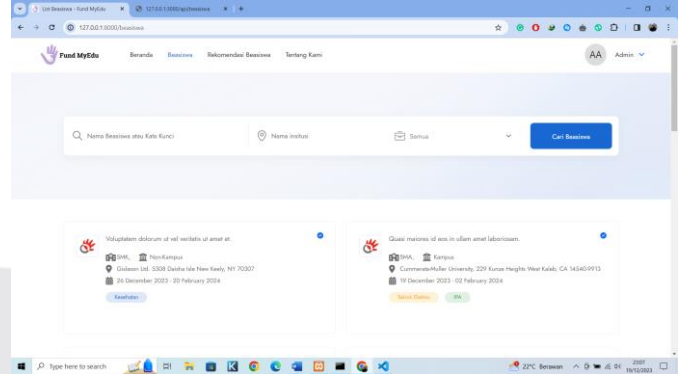 List Beasiswa - Fund MyEdu
127.0.0.1:8000/api/beasiswa
127.0.0.1:8000/beasiswa
Fund MyEdu Beranda Beasiswa Rekomendasi Beasiswa Tentang Kami AA Admin
Nama Beasiswa atau Kata Kunci Nama insitusi Semua Cari Beasiswa
Voluptatem dolorum ut vel veritatis ut amet at.
SMK, Non-Kampus
Gislason Ltd. 5308 Daisha Isle New Keely, NY 70307
26 December 2023 - 20 February 2024
Kesehatan
Quasi maiores id eos in ullam amet laboriosam.
SMA, Kampus
Cummerata-Muller University, 229 Kunze Heights West Kaleb, CA 14540-9913
19 December 2023 - 02 February 2024
Teknik Elektro IPA
Type here to search 22°C Berawan 23:07
19/12/2023